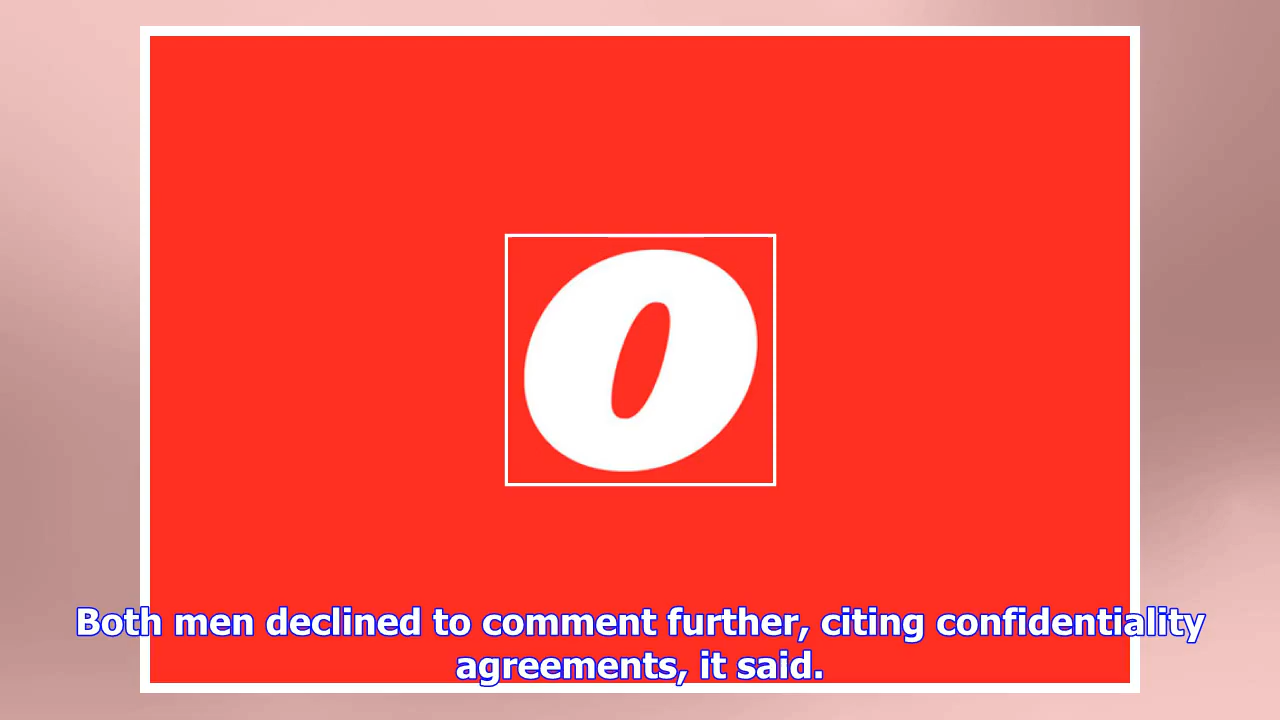 O
Both men declined to comment further, citing confidentiality
agreements, it said.